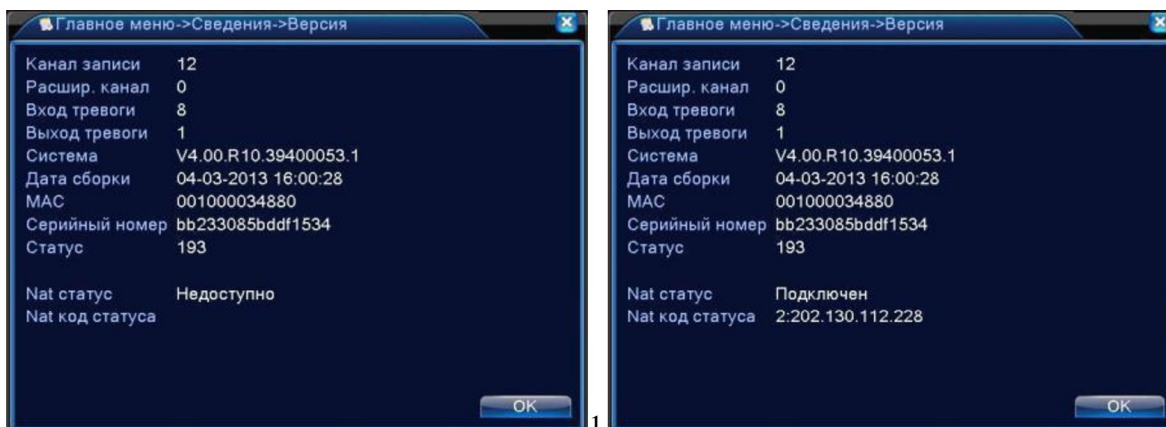 Главное меню->Сведения->Версия
Канал записи 12
Расшир. канал 0
Вход тревоги 8
Выход тревоги 1
Система V4.00.R10.39400053.1
Дата сборки 04-03-2013 16:00:28
MAC 001000034880
Серийный номер bb233085bddf1534
Статус 193
Nat статус Недоступно
Nat код статуса
OK
1
Главное меню->Сведения->Версия
Канал записи 12
Расшир. канал 0
Вход тревоги 8
Выход тревоги 1
Система V4.00.R10.39400053.1
Дата сборки 04-03-2013 16:00:28
MAC 001000034880
Серийный номер bb233085bddf1534
Статус 193
Nat статус Подключен
Nat код статуса 2:202.130.112.228
OK